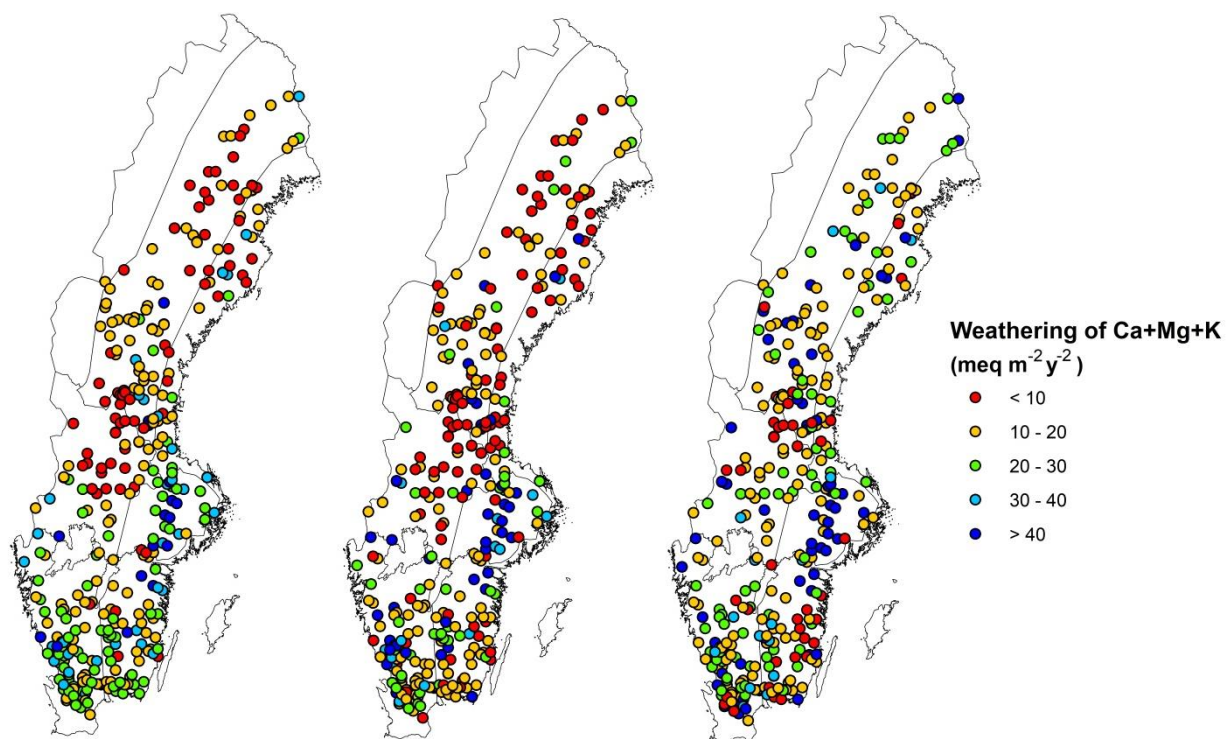 Weathering of Ca+Mg+K
(meq m⁻² y⁻² )
< 10
10 - 20
20 - 30
30 - 40
> 40